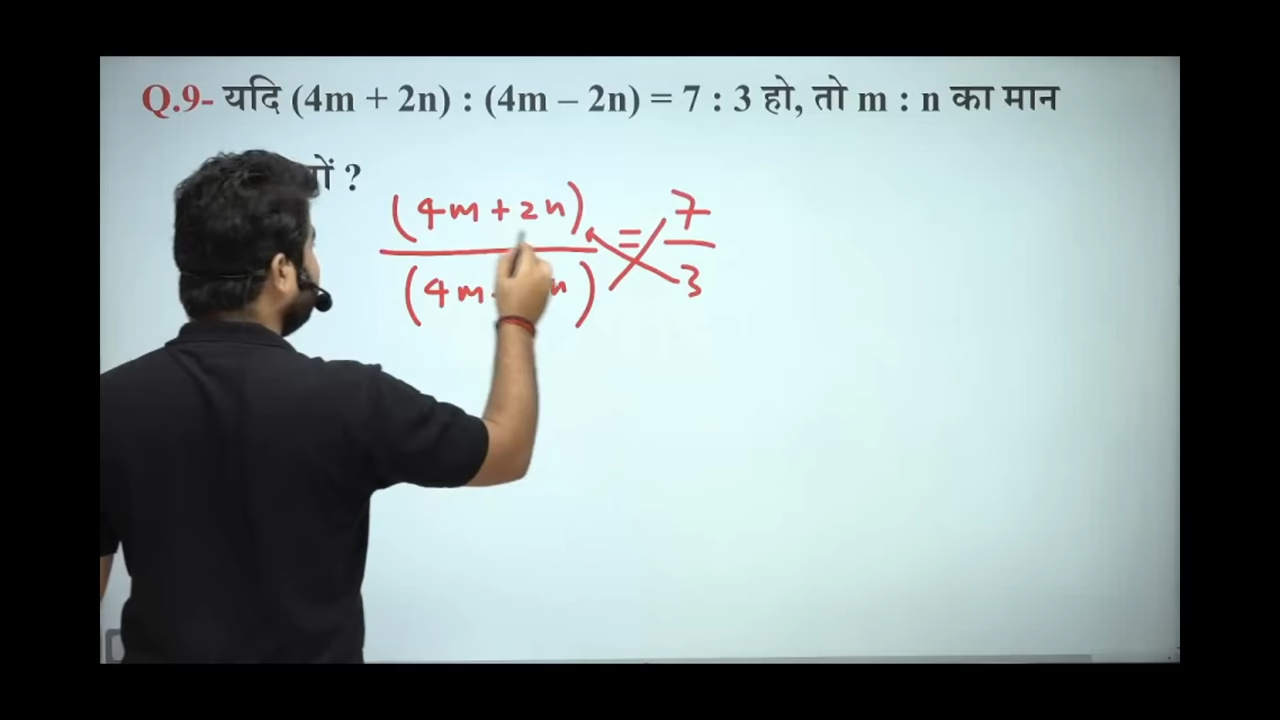 Q.9- यदि (4m + 2n) : (4m – 2n) = 7 : 3 हो, तो m : n का मान
?
(4m + 2n) = 7
(4m n) 3